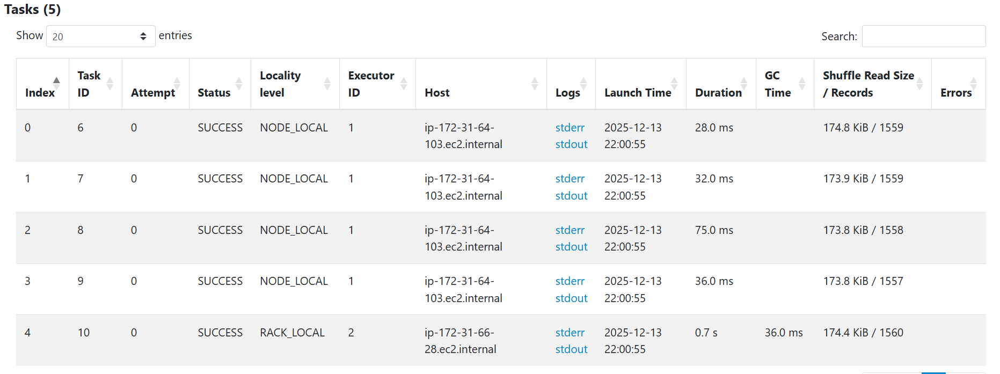 Tasks (5)
Show 20 entries Search:
Index Task ID Attempt Status Locality level Executor ID Host Logs Launch Time Duration GC Time Shuffle Read Size / Records Errors
0 6 0 SUCCESS NODE_LOCAL 1 ip-172-31-64- stderr 2025-12-13 28.0 ms 174.8 KiB / 1559
103.ec2.internal stdout 22:00:55
1 7 0 SUCCESS NODE_LOCAL 1 ip-172-31-64- stderr 2025-12-13 32.0 ms 173.9 KiB / 1559
103.ec2.internal stdout 22:00:55
2 8 0 SUCCESS NODE_LOCAL 1 ip-172-31-64- stderr 2025-12-13 75.0 ms 173.8 KiB / 1558
103.ec2.internal stdout 22:00:55
3 9 0 SUCCESS NODE_LOCAL 1 ip-172-31-64- stderr 2025-12-13 36.0 ms 173.8 KiB / 1557
103.ec2.internal stdout 22:00:55
4 10 0 SUCCESS RACK_LOCAL 2 ip-172-31-66- stderr 2025-12-13 0.7 s 36.0 ms 174.4 KiB / 1560
28.ec2.internal stdout 22:00:55